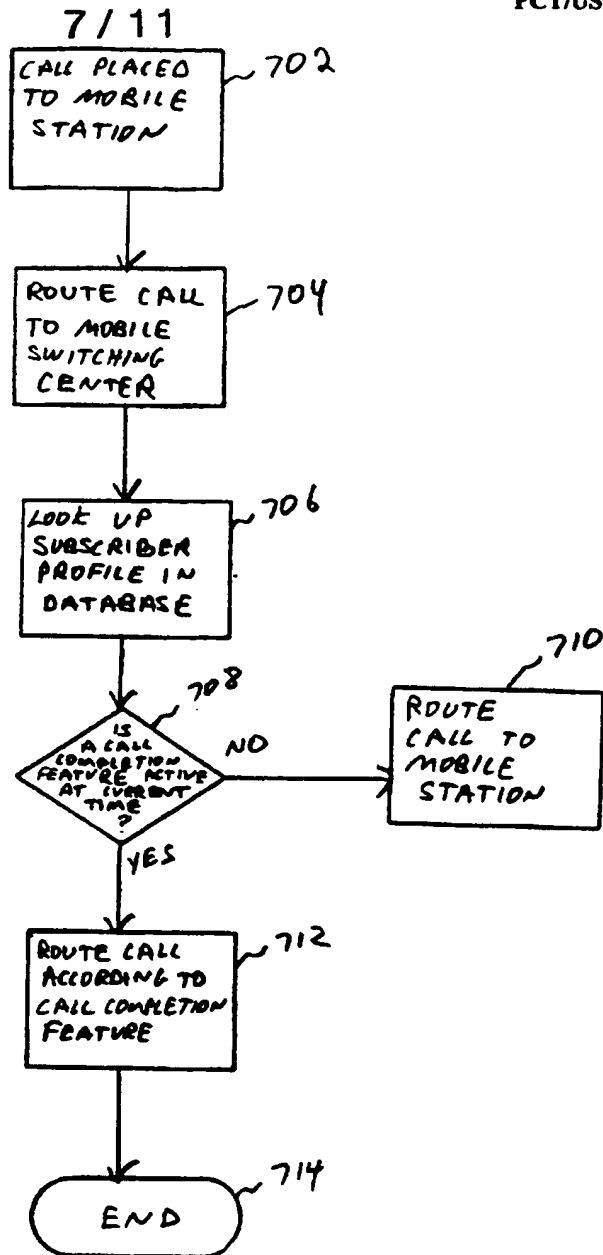 PCT/US
7 / 11
CALL PLACED
TO MOBILE
STATION
702
ROUTE CALL
TO MOBILE
SWITCHING
CENTER
704
LOOK UP
SUBSCRIBER
PROFILE IN
DATABASE
706
IS
A CALL
COMPLETION
FEATURE ACTIVE
AT CURRENT
TIME
?
708
NO
710
ROUTE
CALL TO
MOBILE
STATION
YES
ROUTE CALL
ACCORDING TO
CALL COMPLETION
FEATURE
712
END
714